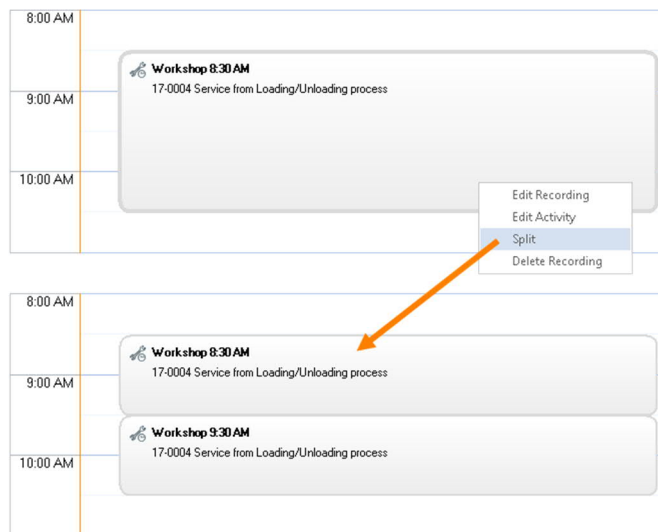 8:00 AM
Workshop 8:30 AM
17-0004 Service from Loading/Unloading process
9:00 AM
10:00 AM
Edit Recording
Edit Activity
Split
Delete Recording
8:00 AM
Workshop 8:30 AM
17-0004 Service from Loading/Unloading process
9:00 AM
Workshop 9:30 AM
17-0004 Service from Loading/Unloading process
10:00 AM